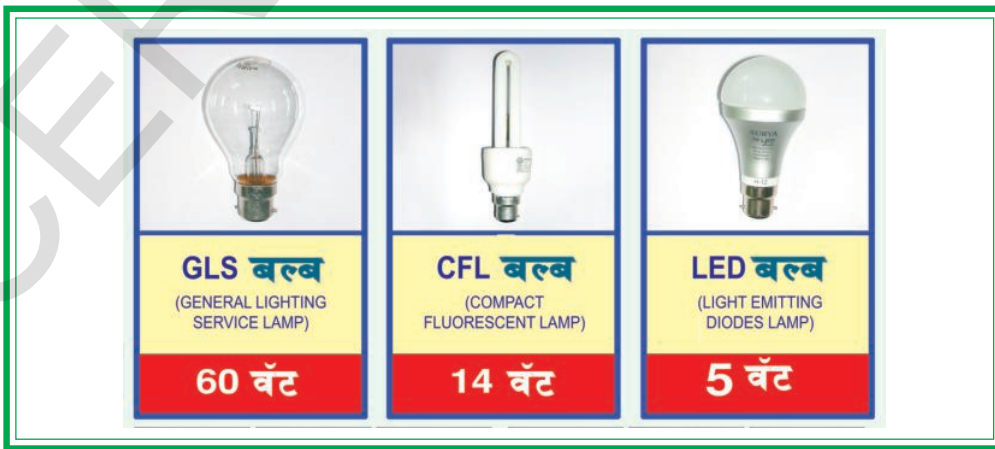 GLS बल्ब
(GENERAL LIGHTING
SERVICE LAMP)
60 वॅट
CFL बल्ब
(COMPACT
FLUORESCENT LAMP)
14 वॅट
SURYA
LED बल्ब
(LIGHT EMITTING
DIODES LAMP)
5 वॅट